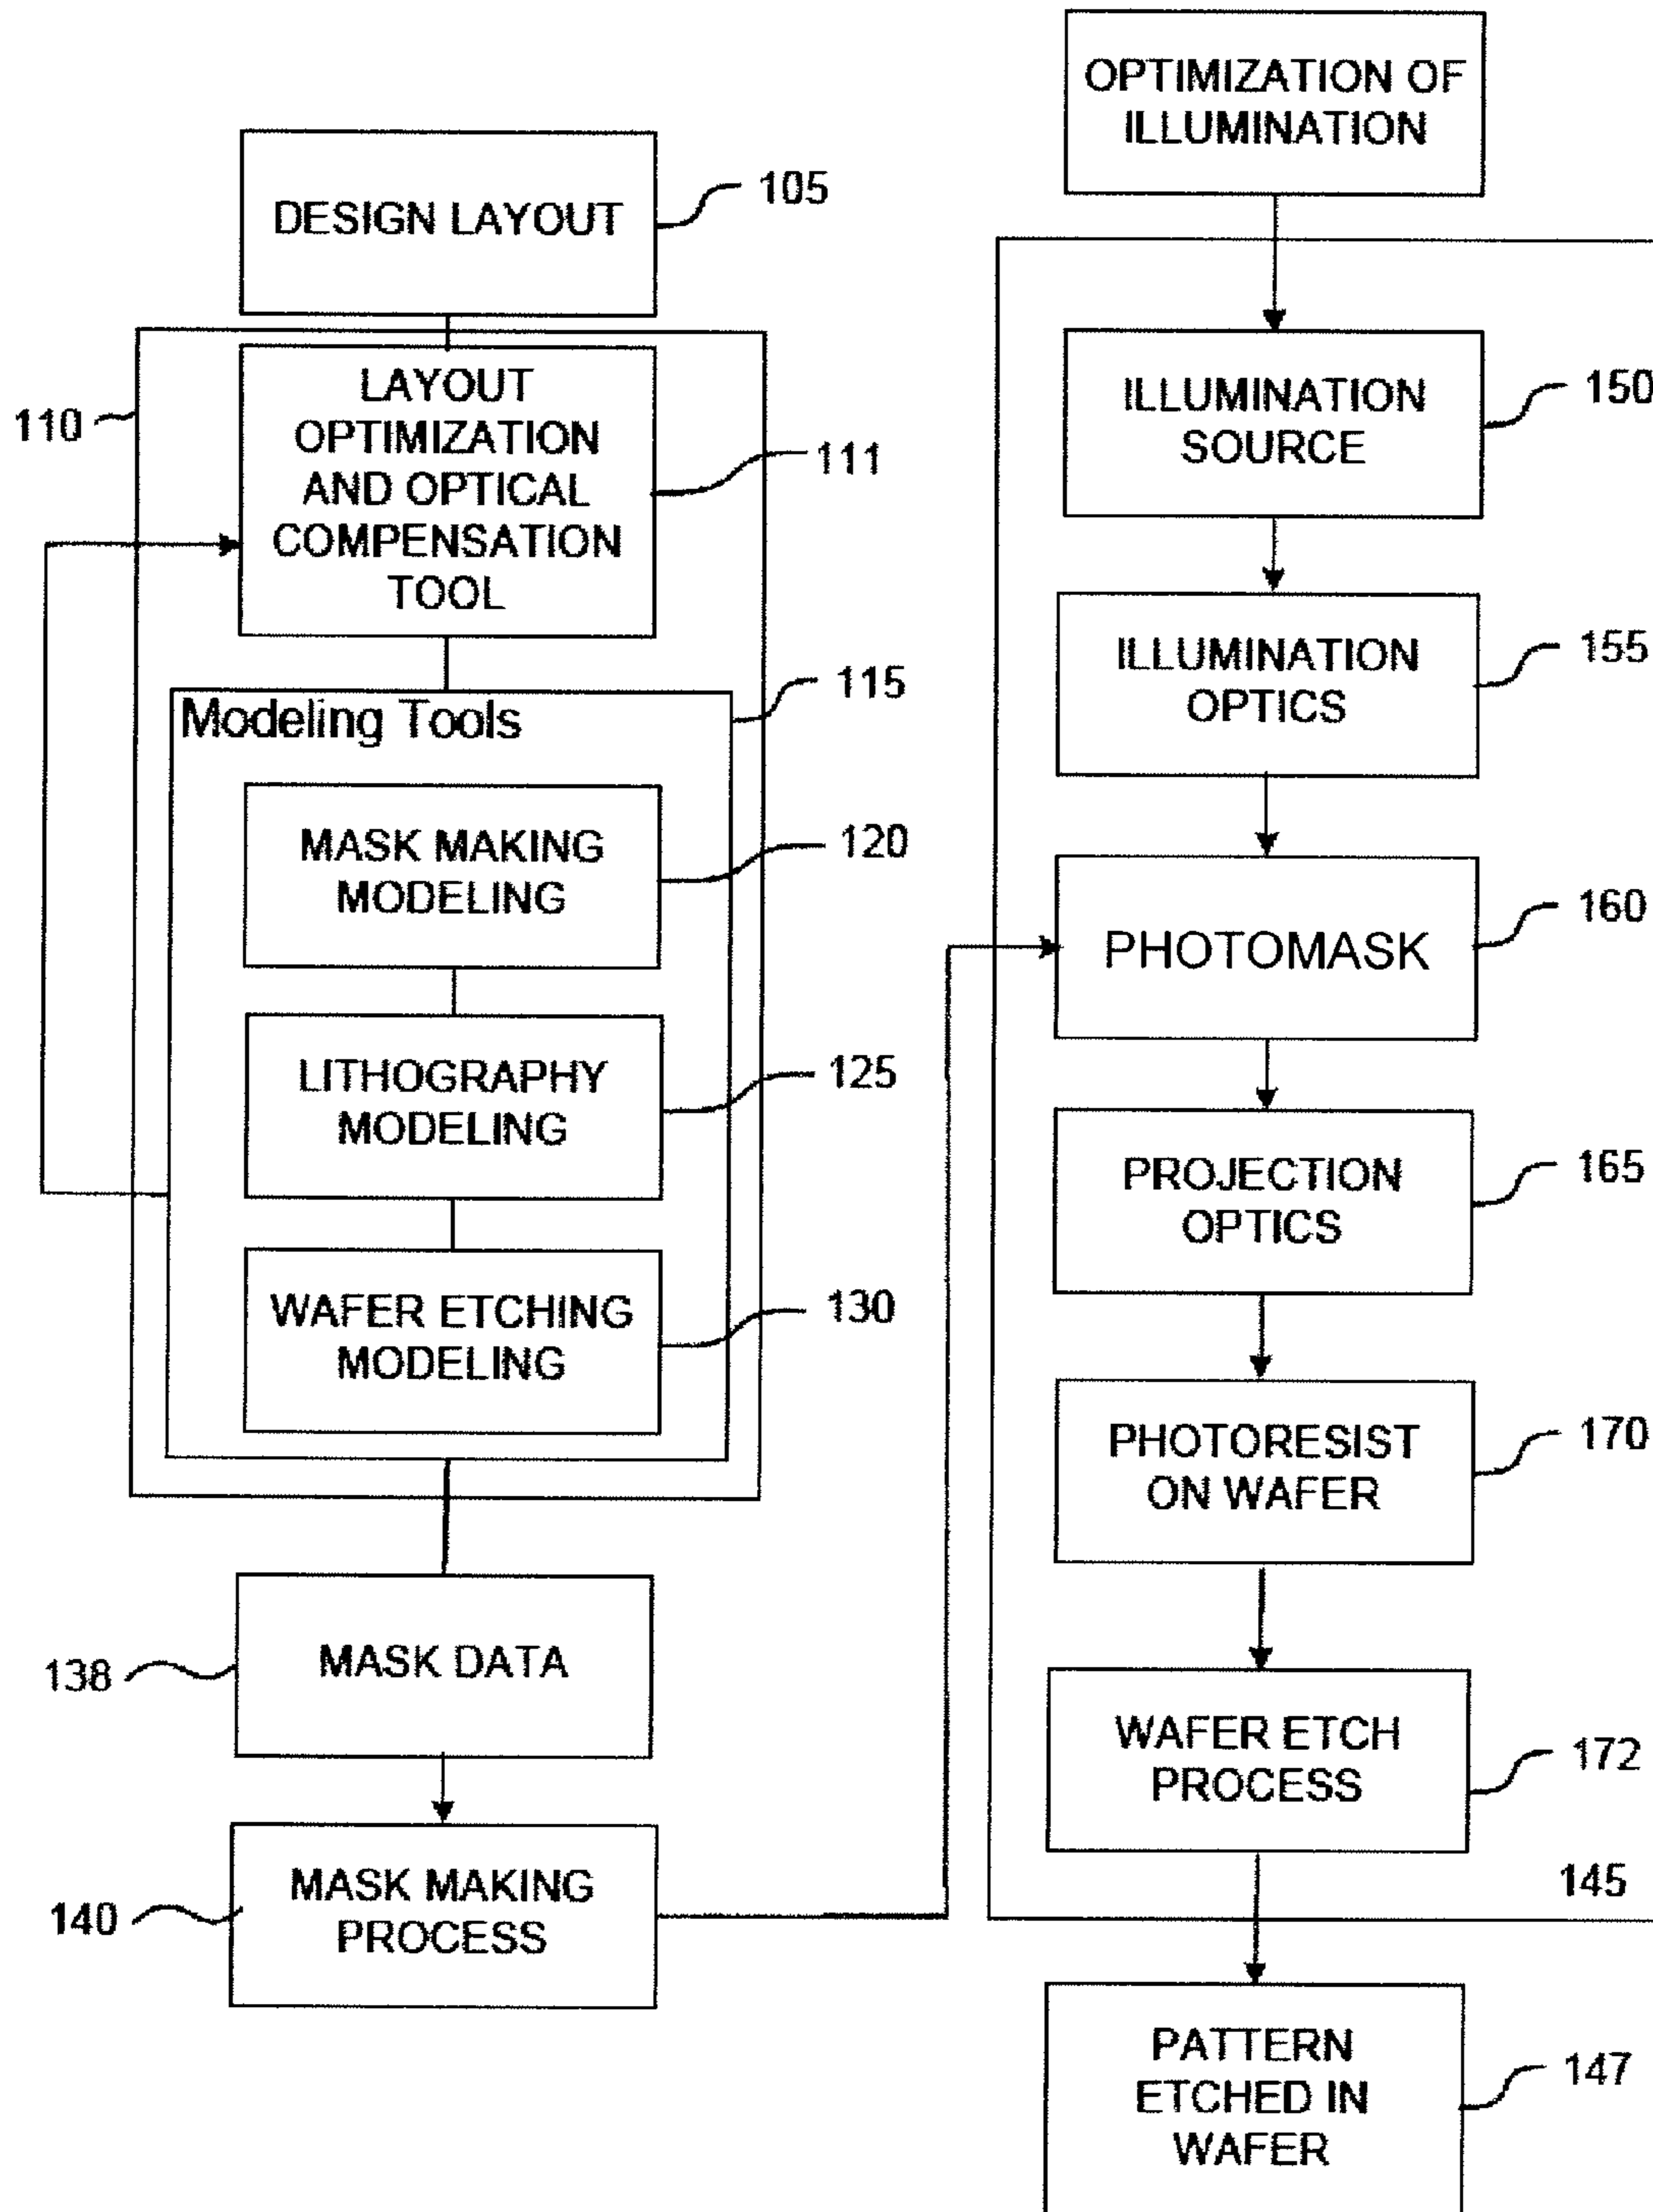 DESIGN LAYOUT
105
110
LAYOUT
OPTIMIZATION
AND OPTICAL
COMPENSATION
TOOL
111
115
Modeling Tools
MASK MAKING
MODELING
120
LITHOGRAPHY
MODELING
125
WAFER ETCHING
MODELING
130
MASK DATA
138
MASK MAKING
PROCESS
140
OPTIMIZATION OF
ILLUMINATION
ILLUMINATION
SOURCE
150
ILLUMINATION
OPTICS
155
PHOTOMASK
160
PROJECTION
OPTICS
165
PHOTORESIST
ON WAFER
170
WAFER ETCH
PROCESS
172
145
PATTERN
ETCHED IN
WAFER
147